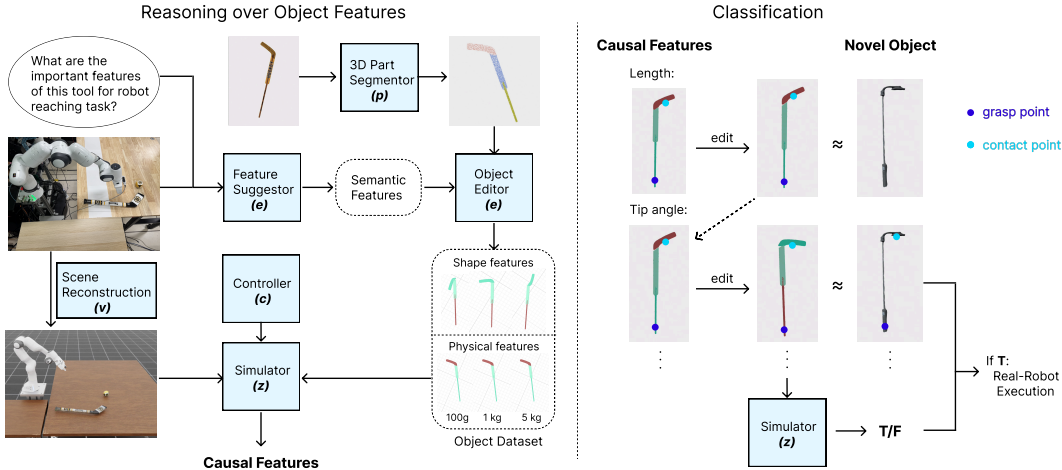 Reasoning over Object Features
What are the
important features
of this tool for robot
reaching task?
3D Part
Segmentor
(p)
Feature
Suggestor
(e)
Semantic
Features
Object
Editor
(e)
Scene
Reconstruction
(v)
Controller
(c)
Simulator
(z)
Shape features
Physical features
100g
1 kg
5 kg
Object Dataset
Causal Features
Classification
Causal Features
Novel Object
Length:
edit
≈
grasp point
contact point
Tip angle:
edit
≈
Simulator
(z)
T/F
If T:
Real-Robot
Execution